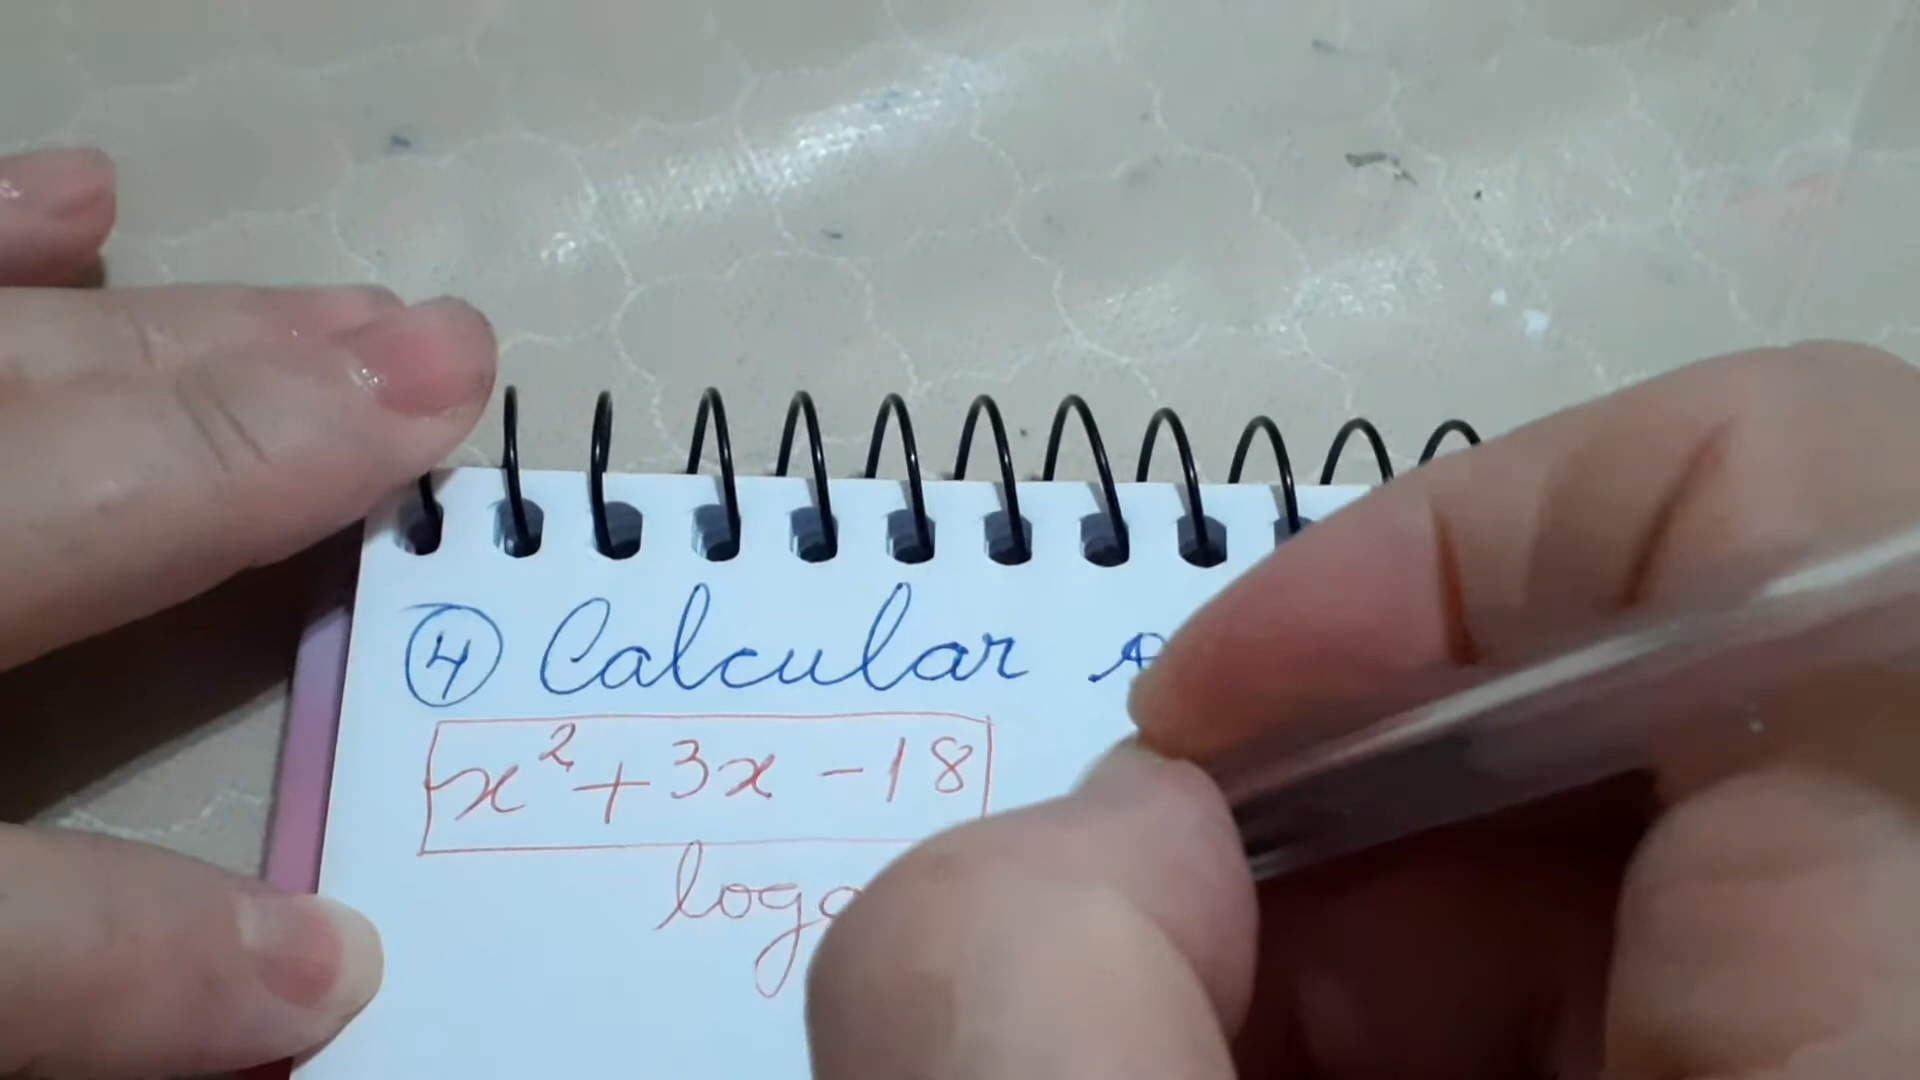 ④ Calcular
x² + 3x - 18